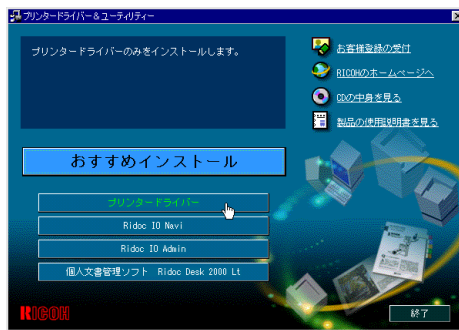 プリンタードライバー＆ユーティリティー
プリンタードライバーのみをインストールします。
お客様登録の受付
RICOHのホームページへ
CDの中身を見る
製品の使用説明書を見る
おすすめインストール
プリンタードライバー
Ridoc IO Navi
Ridoc IO Admin
個人文書管理ソフト Ridoc Desk 2000 Lt
RICOH
終了